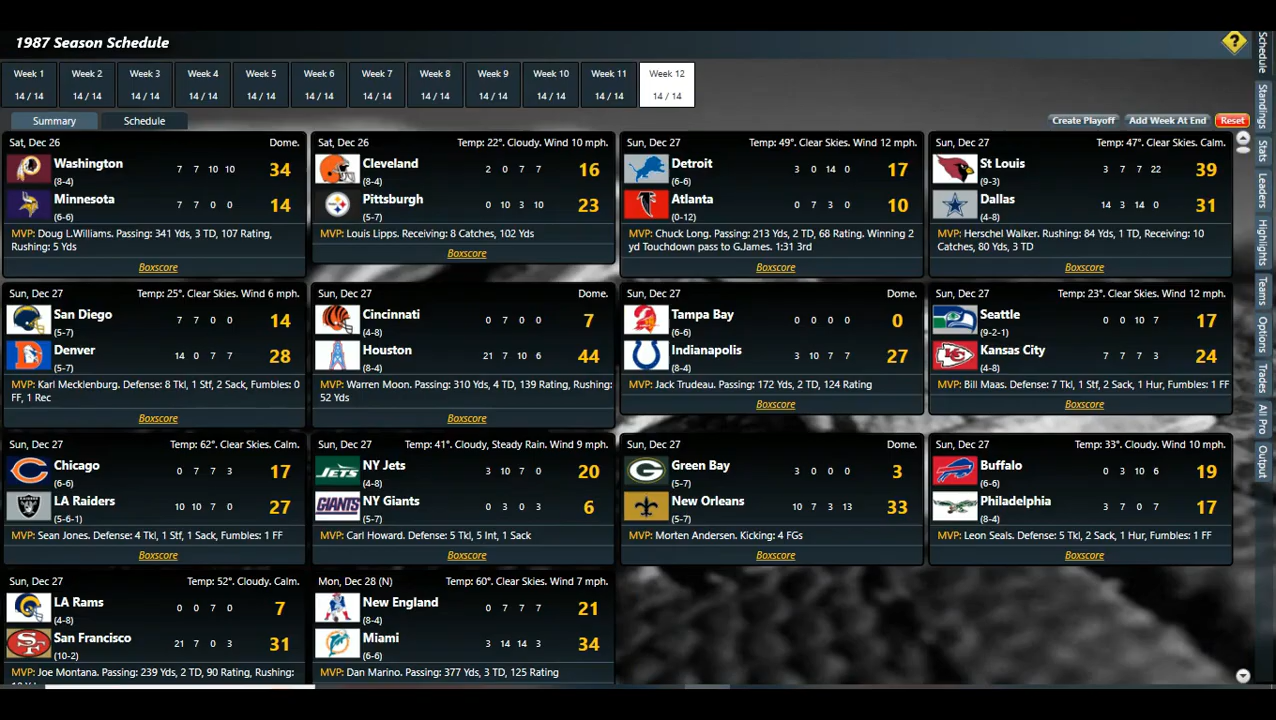 1987 Season Schedule
?
Week 1 Week 2 Week 3 Week 4 Week 5 Week 6 Week 7 Week 8 Week 9 Week 10 Week 11 Week 12
14 / 14 14 / 14 14 / 14 14 / 14 14 / 14 14 / 14 14 / 14 14 / 14 14 / 14 14 / 14 14 / 14 14 / 14
Summary Schedule
Create Playoff Add Week At End Reset
Sat, Dec 26 Dome.
Washington 7 7 10 10 34
(8-4)
Minnesota 7 7 0 0 14
(6-6)
MVP: Doug L.Williams. Passing: 341 Yds, 3 TD, 107 Rating,
Rushing: 5 Yds
Boxscore
Sat, Dec 26 Temp: 22°. Cloudy. Wind 10 mph.
Cleveland 2 0 7 7 16
(8-4)
Pittsburgh 0 10 3 10 23
(5-7)
MVP: Louis Lipps. Receiving: 8 Catches, 102 Yds
Boxscore
Sun, Dec 27 Temp: 49°. Clear Skies. Wind 12 mph.
Detroit 3 0 14 0 17
(6-6)
Atlanta 0 7 3 0 10
(0-12)
MVP: Chuck Long. Passing: 213 Yds, 2 TD, 68 Rating. Winning 2
yd Touchdown pass to G.James. 1:31 3rd
Boxscore
Sun, Dec 27 Temp: 47°. Clear Skies. Calm.
St Louis 3 7 7 22 39
(9-3)
Dallas 14 3 14 0 31
(4-8)
MVP: Herschel Walker. Rushing: 84 Yds, 1 TD, Receiving: 10
Catches, 80 Yds, 3 TD
Boxscore
Sun, Dec 27 Temp: 25°. Clear Skies. Wind 6 mph.
San Diego 7 7 0 0 14
(5-7)
Denver 14 0 7 7 28
(5-7)
MVP: Karl Mecklenburg. Defense: 8 Tkl, 1 Stf, 2 Sack, Fumbles: 0
FF, 1 Rec
Boxscore
Sun, Dec 27 Dome.
Cincinnati 0 7 0 0 7
(4-8)
Houston 21 7 10 6 44
(8-4)
MVP: Warren Moon. Passing: 310 Yds, 4 TD, 139 Rating, Rushing:
52 Yds
Boxscore
Sun, Dec 27 Dome.
Tampa Bay 0 0 0 0 0
(6-6)
Indianapolis 3 10 7 7 27
(8-4)
MVP: Jack Trudeau. Passing: 172 Yds, 2 TD, 124 Rating
Boxscore
Sun, Dec 27 Temp: 23°. Clear Skies. Wind 12 mph.
Seattle 0 0 10 7 17
(9-2-1)
Kansas City 7 7 7 3 24
(4-8)
MVP: Bill Maas. Defense: 7 Tkl, 1 Stf, 2 Sack, 1 Hur, Fumbles: 1 FF
Boxscore
Sun, Dec 27 Temp: 62°. Clear Skies. Calm.
Chicago 0 7 7 3 17
(6-6)
LA Raiders 10 10 7 0 27
(5-6-1)
MVP: Sean Jones. Defense: 4 Tkl, 1 Stf, 1 Sack, Fumbles: 1 FF
Boxscore
Sun, Dec 27 Temp: 41°. Cloudy, Steady Rain. Wind 9 mph.
JETS NY Jets 3 10 7 0 20
(4-8)
GIANTS NY Giants 0 3 0 3 6
(5-7)
MVP: Carl Howard. Defense: 5 Tkl, 5 Int, 1 Sack
Boxscore
Sun, Dec 27 Dome.
Green Bay 3 0 0 0 3
(5-7)
New Orleans 10 7 3 13 33
(5-7)
MVP: Morten Andersen. Kicking: 4 FGs
Boxscore
Sun, Dec 27 Temp: 33°. Cloudy. Wind 10 mph.
Buffalo 0 3 10 6 19
(6-6)
Philadelphia 3 7 0 7 17
(8-4)
MVP: Leon Seals. Defense: 5 Tkl, 2 Sack, 1 Hur, Fumbles: 1 FF
Boxscore
Sun, Dec 27 Temp: 52°. Cloudy. Calm.
LA Rams 0 0 7 0 7
(4-8)
San Francisco 21 7 0 3 31
(10-2)
MVP: Joe Montana. Passing: 239 Yds, 2 TD, 90 Rating, Rushing:
Mon, Dec 28 (N) Temp: 60°. Clear Skies. Wind 7 mph.
New England 0 7 7 7 21
(8-4)
Miami 3 14 14 3 34
(6-6)
MVP: Dan Marino. Passing: 377 Yds, 3 TD, 125 Rating
Schedule
Standings
Stats
Leaders
Highlights
Teams
Options
Trades
All Pro
Output